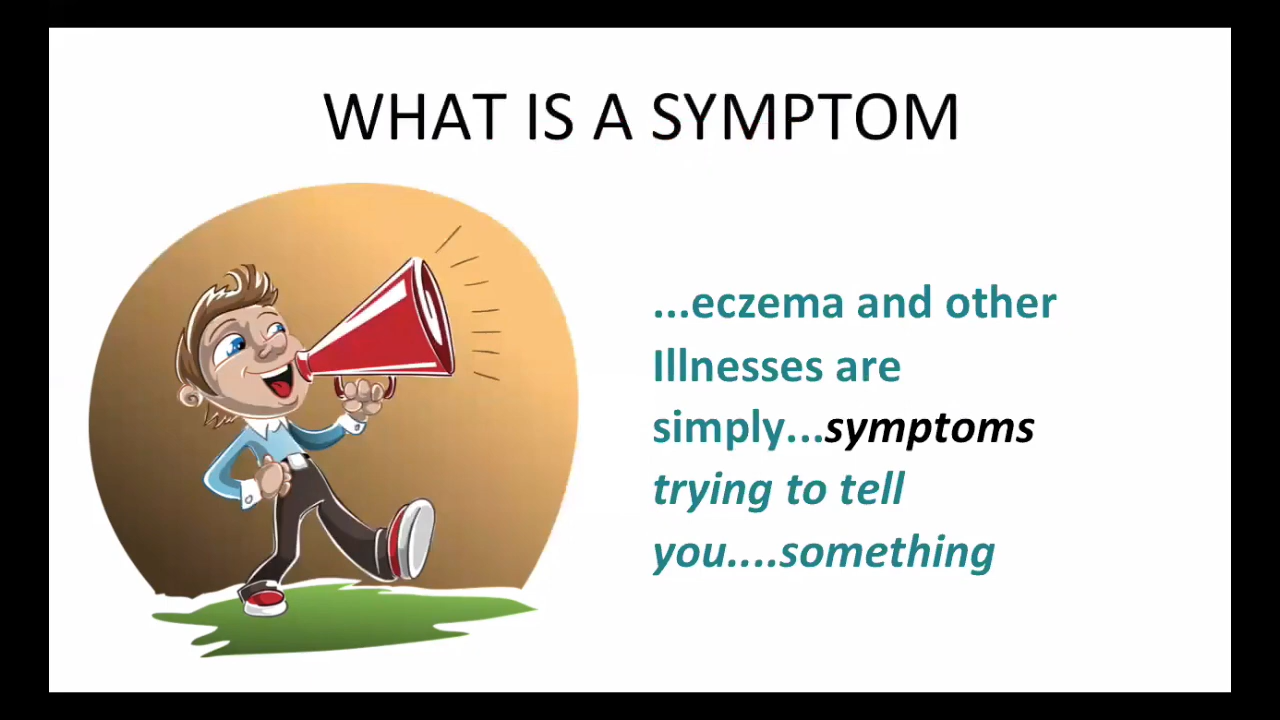 WHAT IS A SYMPTOM
...eczema and other
Illnesses are
simply...symptoms
trying to tell
you....something